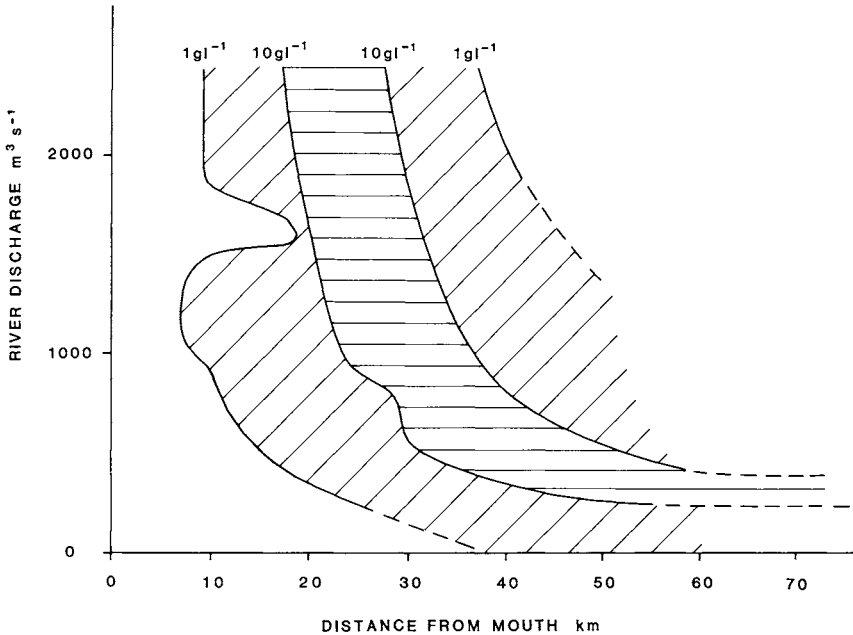 1gl⁻¹ 10gl⁻¹ 10gl⁻¹ 1gl⁻¹
RIVER DISCHARGE m³ s⁻¹
2000
1000
0
0 10 20 30 40 50 60 70
DISTANCE FROM MOUTH km